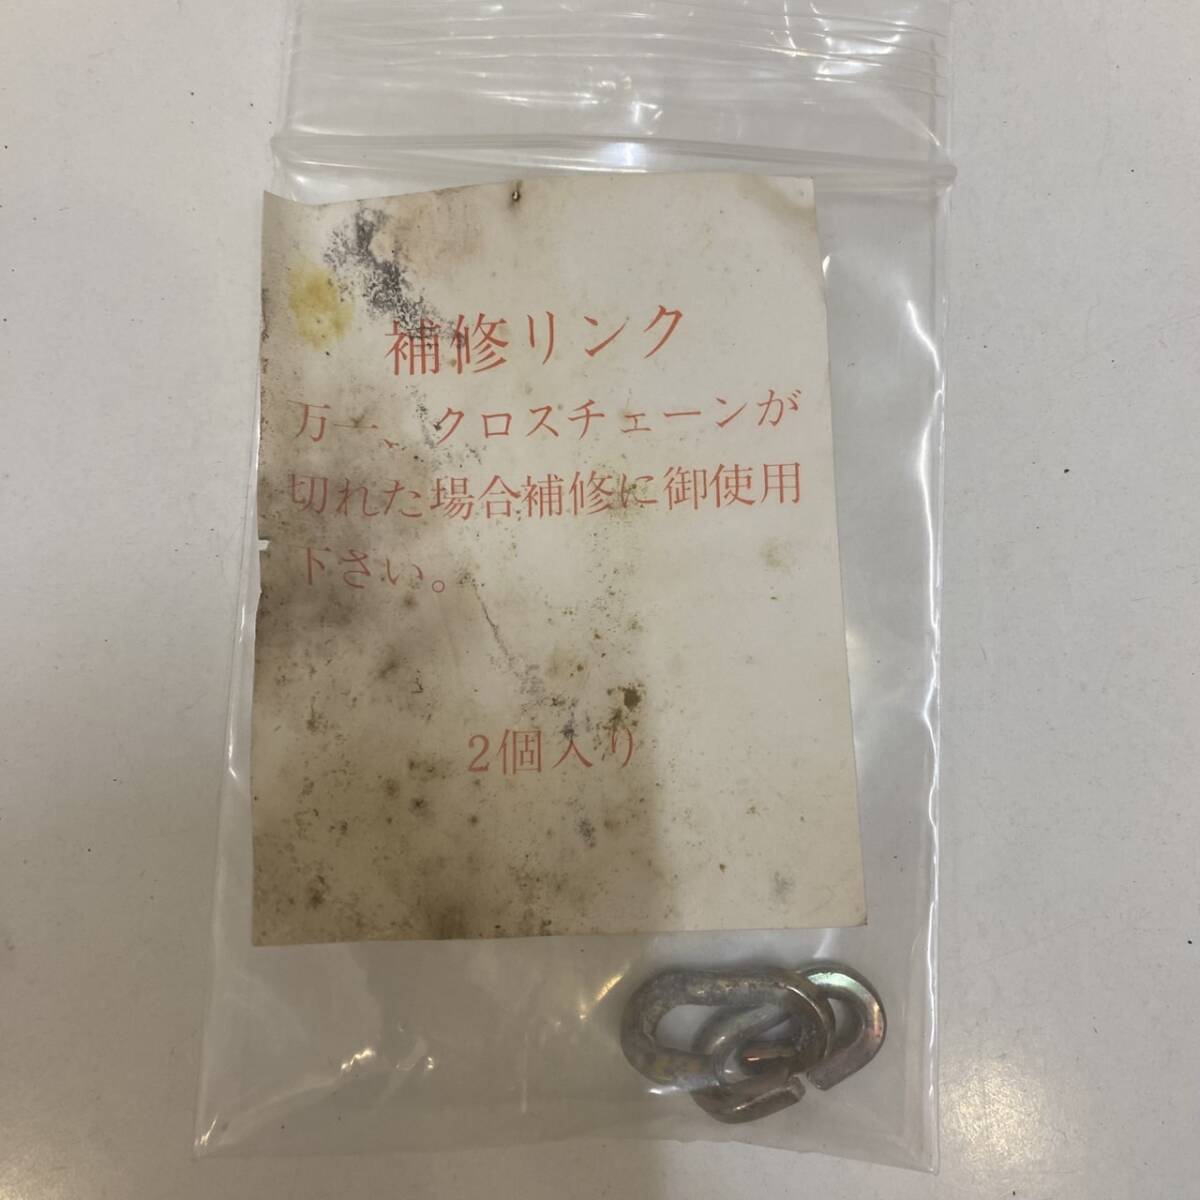 補修リンク
万一、クロスチェーンが
切れた場合補修に御使用
下さい。
2個入り